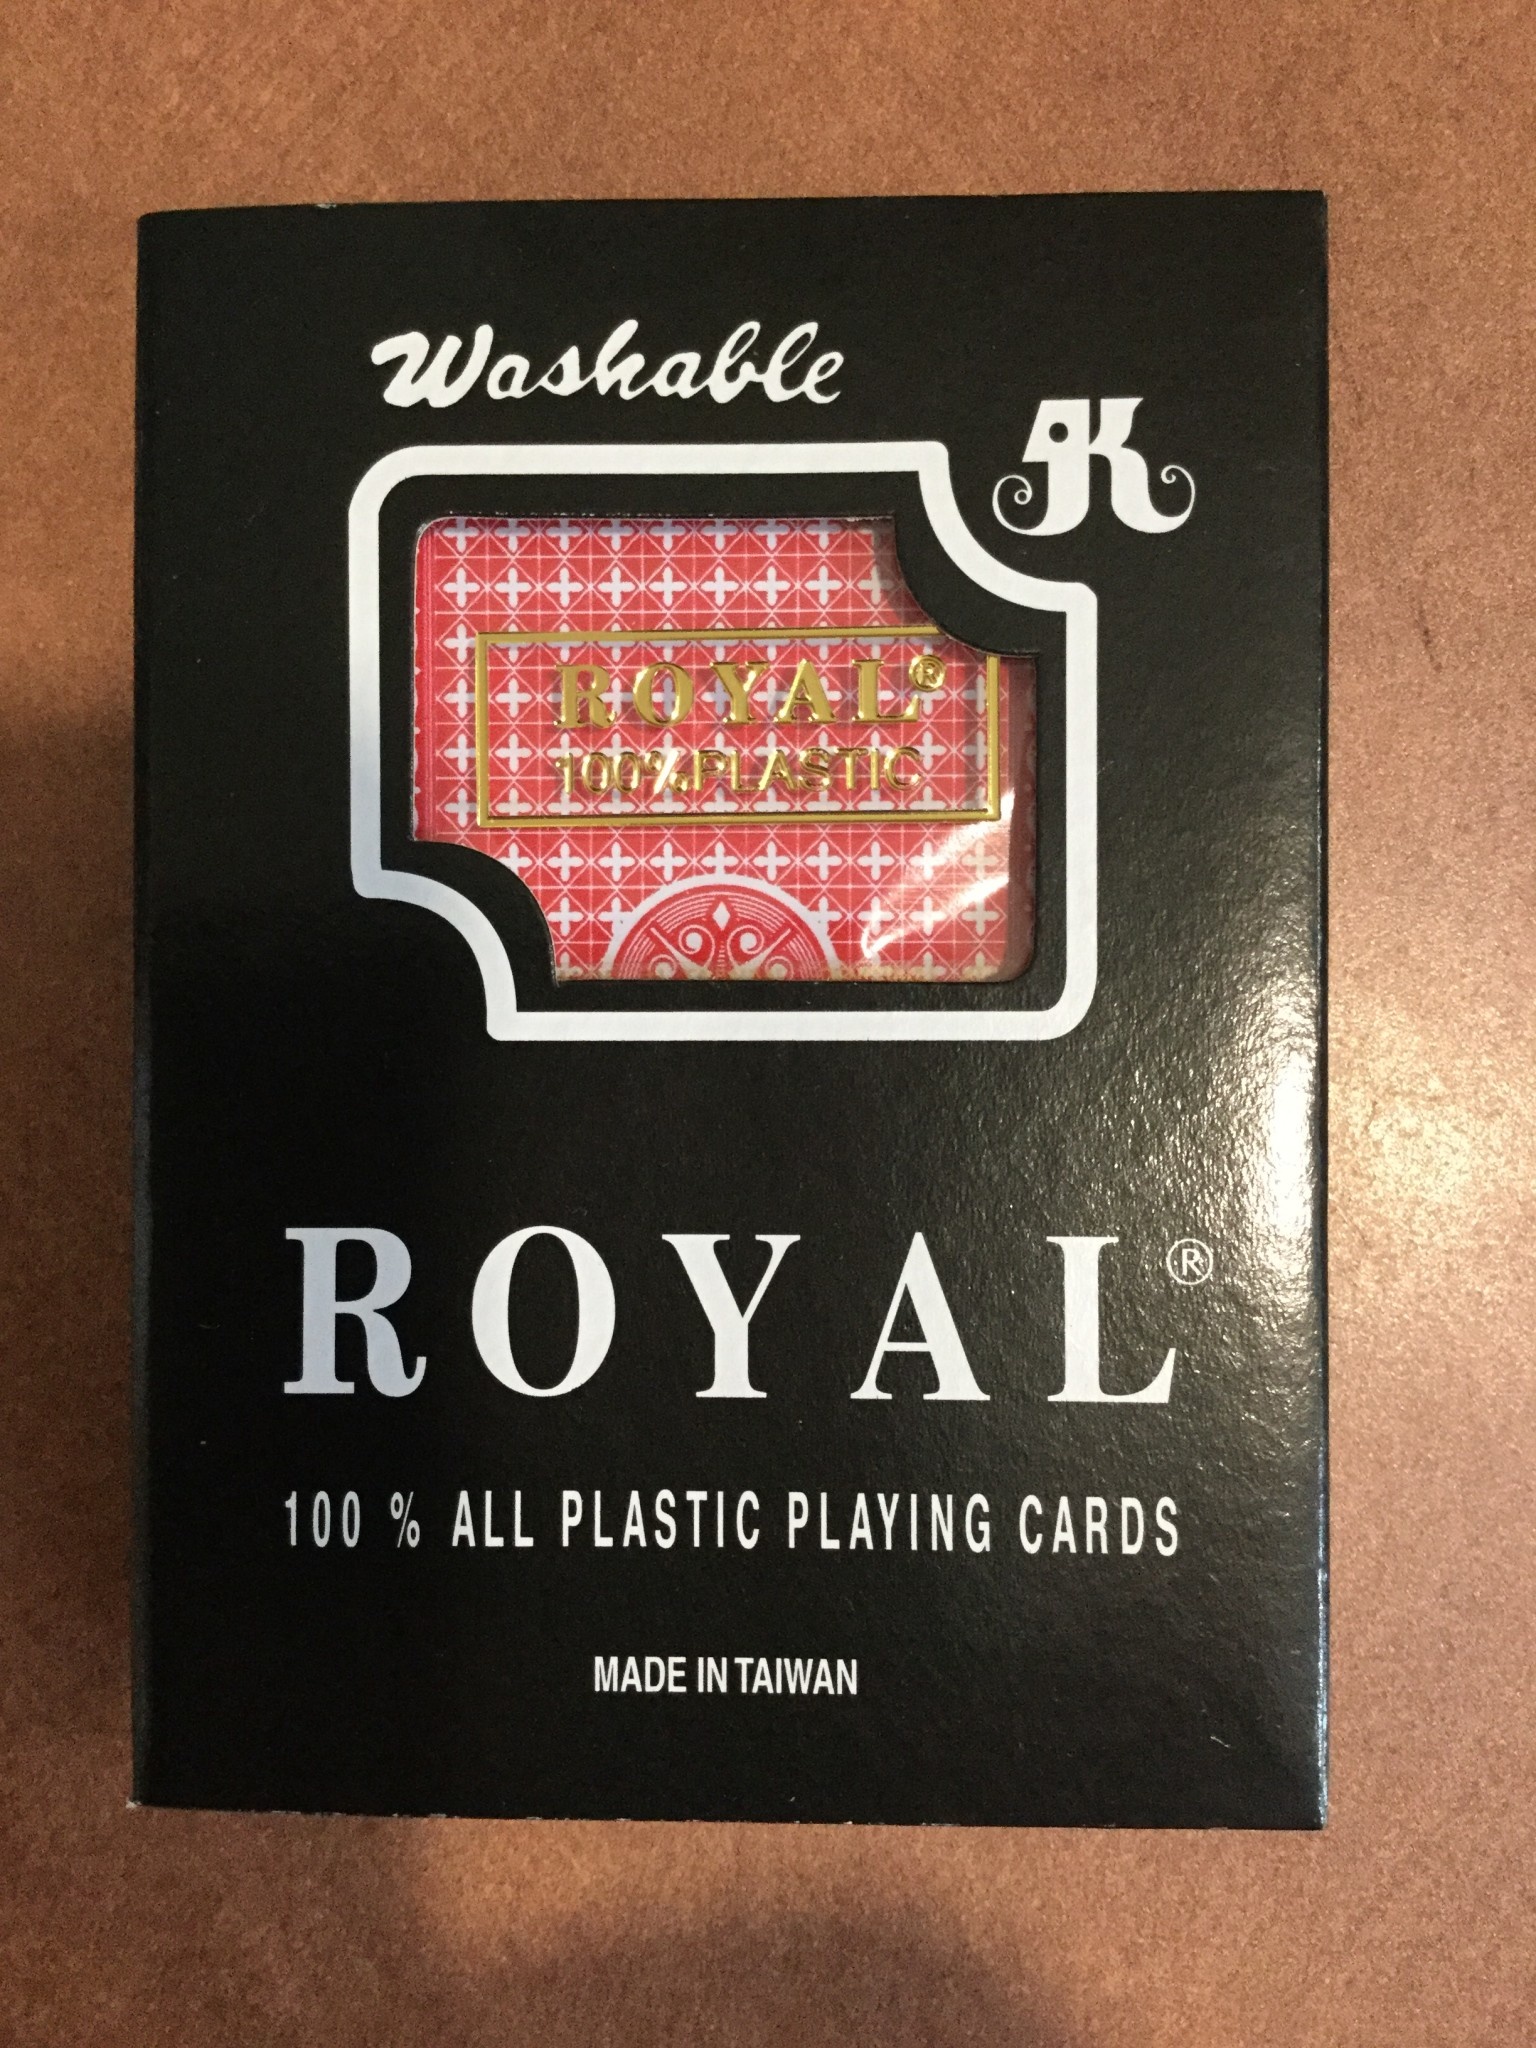 Washable
K
ROYAL®
100% PLASTIC
ROYAL®
100 % ALL PLASTIC PLAYING CARDS
MADE IN TAIWAN